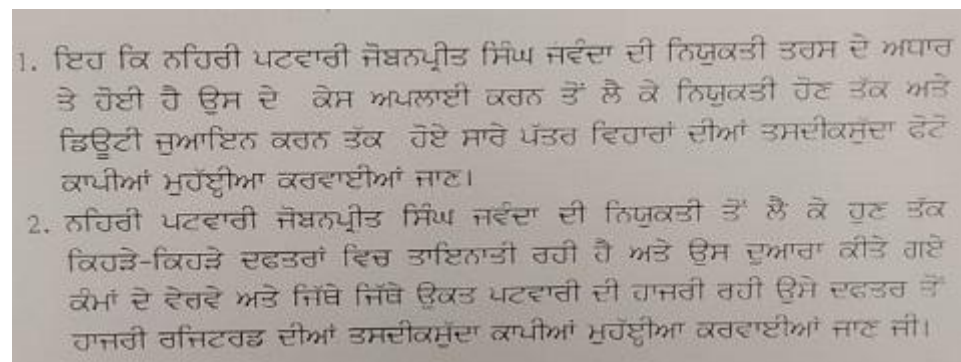 1. ਇਹ ਕਿ ਨਹਿਰੀ ਪਟਵਾਰੀ ਜੋਬਨਪ੍ਰੀਤ ਸਿੰਘ ਜਵੰਦਾ ਦੀ ਨਿਯੁਕਤੀ ਤਰਸ ਦੇ ਅਧਾਰ
ਤੇ ਹੋਈ ਹੈ ਉਸ ਦੇ ਕੇਸ ਅਪਲਾਈ ਕਰਨ ਤੋਂ ਲੈ ਕੇ ਨਿਯੁਕਤੀ ਹੋਣ ਤੱਕ ਅਤੇ
ਡਿਊਟੀ ਜੁਆਇਨ ਕਰਨ ਤੱਕ ਹੋਏ ਸਾਰੇ ਪੱਤਰ ਵਿਹਾਰਾਂ ਦੀਆਂ ਤਸਦੀਕਸੁੱਦਾ ਫੋਟੋ
ਕਾਪੀਆਂ ਮੁਹੱਈਆ ਕਰਵਾਈਆਂ ਜਾਣ।
2. ਨਹਿਰੀ ਪਟਵਾਰੀ ਜੋਬਨਪ੍ਰੀਤ ਸਿੰਘ ਜਵੰਦਾ ਦੀ ਨਿਯੁਕਤੀ ਤੋਂ ਲੈ ਕੇ ਹੁਣ ਤੱਕ
ਕਿਹੜੇ-ਕਿਹੜੇ ਦਫਤਰਾਂ ਵਿਚ ਤਾਇਨਾਤੀ ਰਹੀ ਹੈ ਅਤੇ ਉਸ ਦੁਆਰਾ ਕੀਤੇ ਗਏ
ਕੰਮਾਂ ਦੇ ਵੇਰਵੇ ਅਤੇ ਜਿੱਥੇ ਜਿੱਥੇ ਉਕਤ ਪਟਵਾਰੀ ਦੀ ਹਾਜਰੀ ਰਹੀ ਉਸੇ ਦਫਤਰ ਤੋਂ
ਹਾਜਰੀ ਰਜਿਟਰਡ ਦੀਆਂ ਤਸਦੀਕਸੁੱਦਾ ਕਾਪੀਆਂ ਮੁਹੱਈਆ ਕਰਵਾਈਆਂ ਜਾਣ ਜੀ।